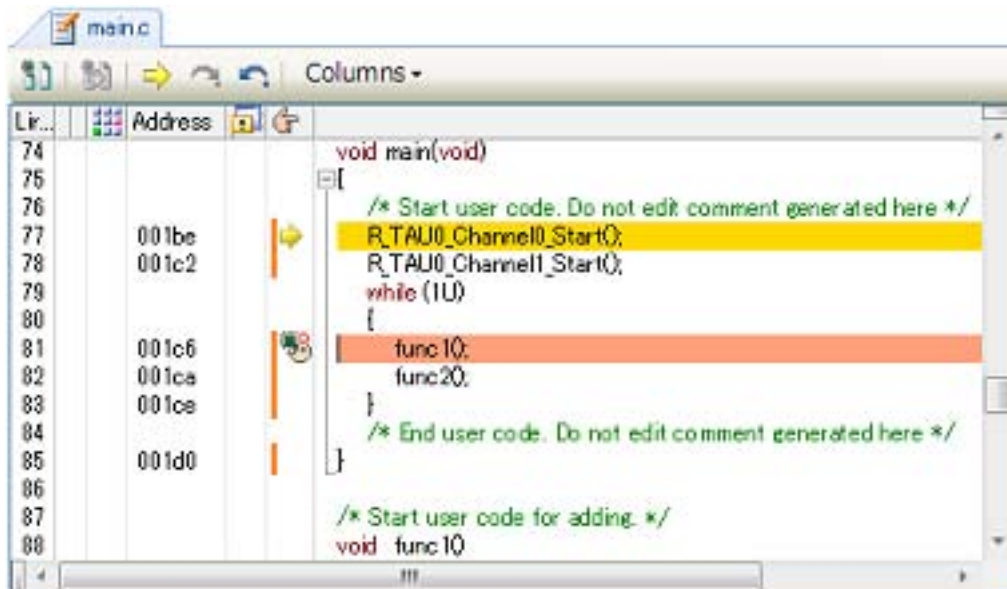 main.c
Columns
Lir... Address
74 void main(void)
75 {
76 /* Start user code. Do not edit comment generated here */
77 001be R_TAU0_Channel0_Start();
78 001c2 R_TAU0_Channel1_Start();
79 while (1U)
80 {
81 001c6 func1();
82 001ca func2();
83 001ce }
84 /* End user code. Do not edit comment generated here */
85 001d0 }
86
87 /* Start user code for adding. */
88 void func1()